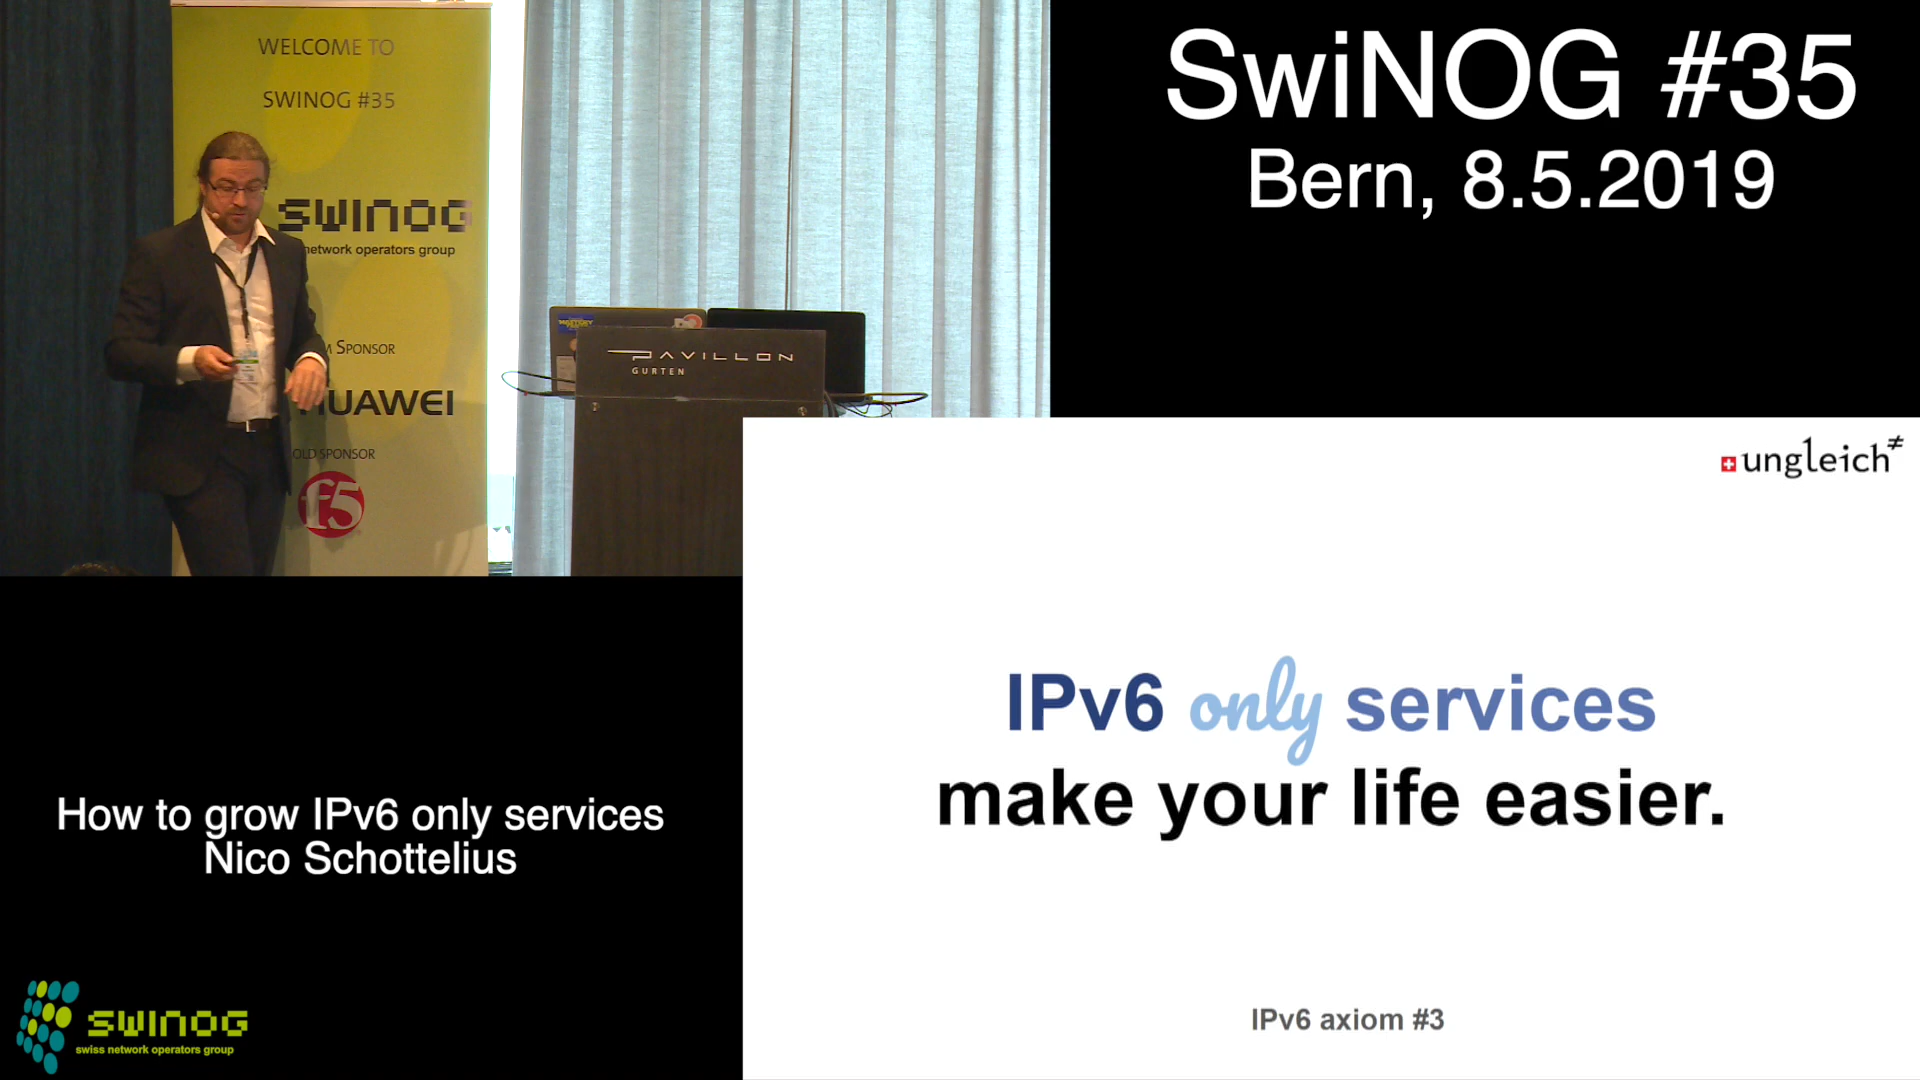 WELCOME TO
SWINOG #35
SWINOG
network operators group
M SPONSOR
HUAWEI
OLD SPONSOR
f5
PAVILLON
GURTEN
SwiNOG #35
Bern, 8.5.2019
ungleich≠
IPv6 only services
make your life easier.
IPv6 axiom #3
How to grow IPv6 only services
Nico Schottelius
SWINOG
swiss network operators group